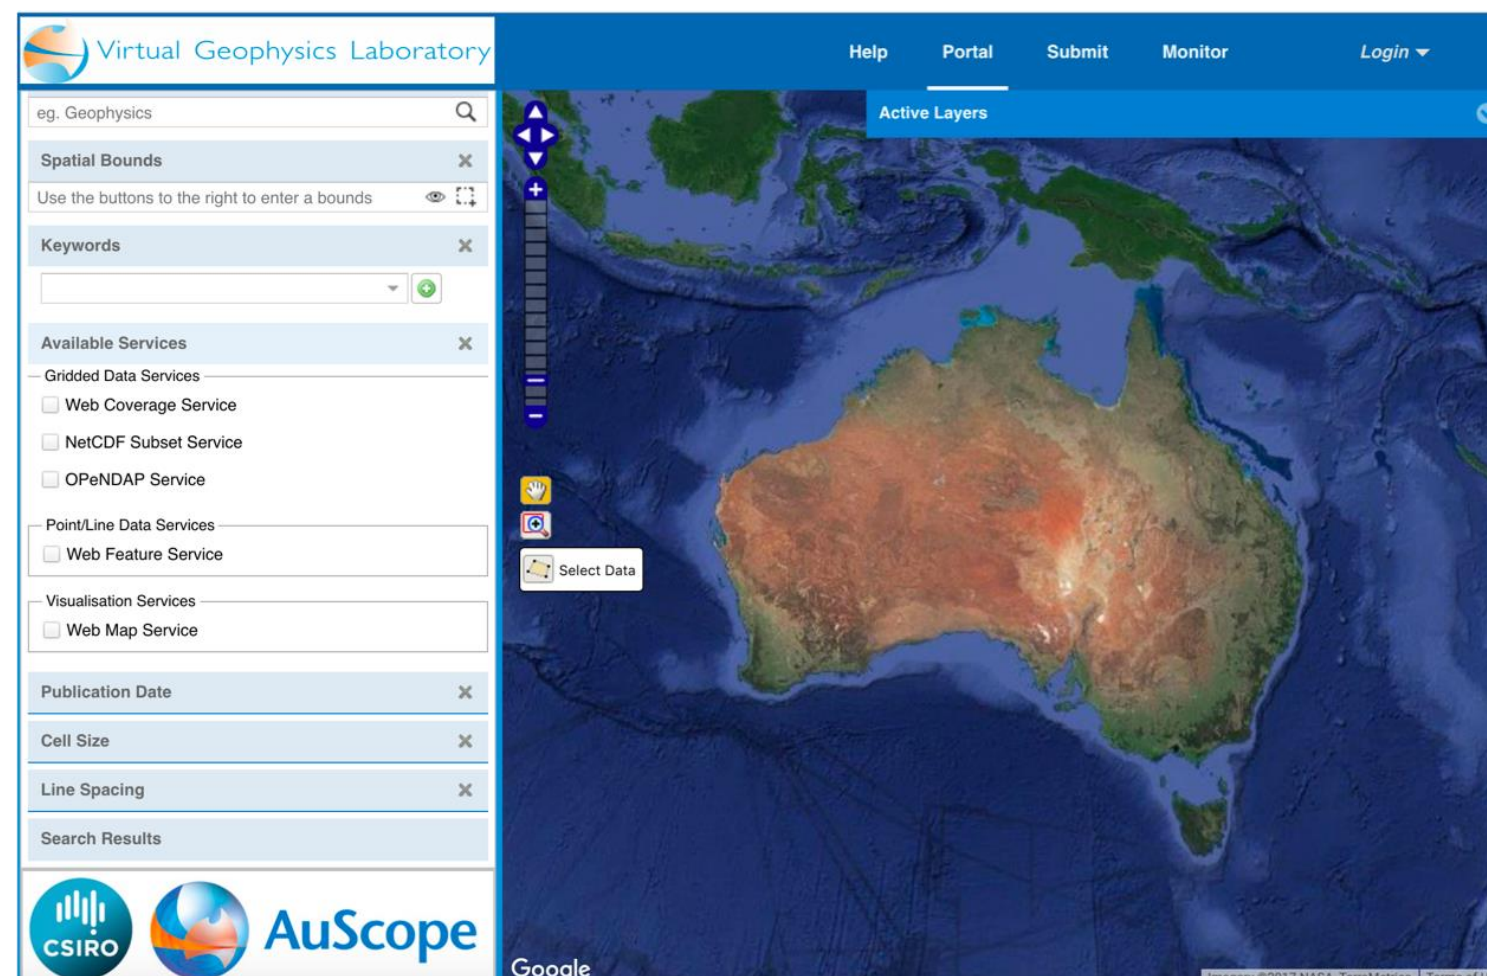 Virtual Geophysics Laboratory
Help Portal Submit Monitor Login
eg. Geophysics
Active Layers
Spatial Bounds
Use the buttons to the right to enter a bounds
Keywords
Available Services
Gridded Data Services
Web Coverage Service
NetCDF Subset Service
OPeNDAP Service
Point/Line Data Services
Web Feature Service
Select Data
Visualisation Services
Web Map Service
Publication Date
Cell Size
Line Spacing
Search Results
CSIRO
AuScope
Google